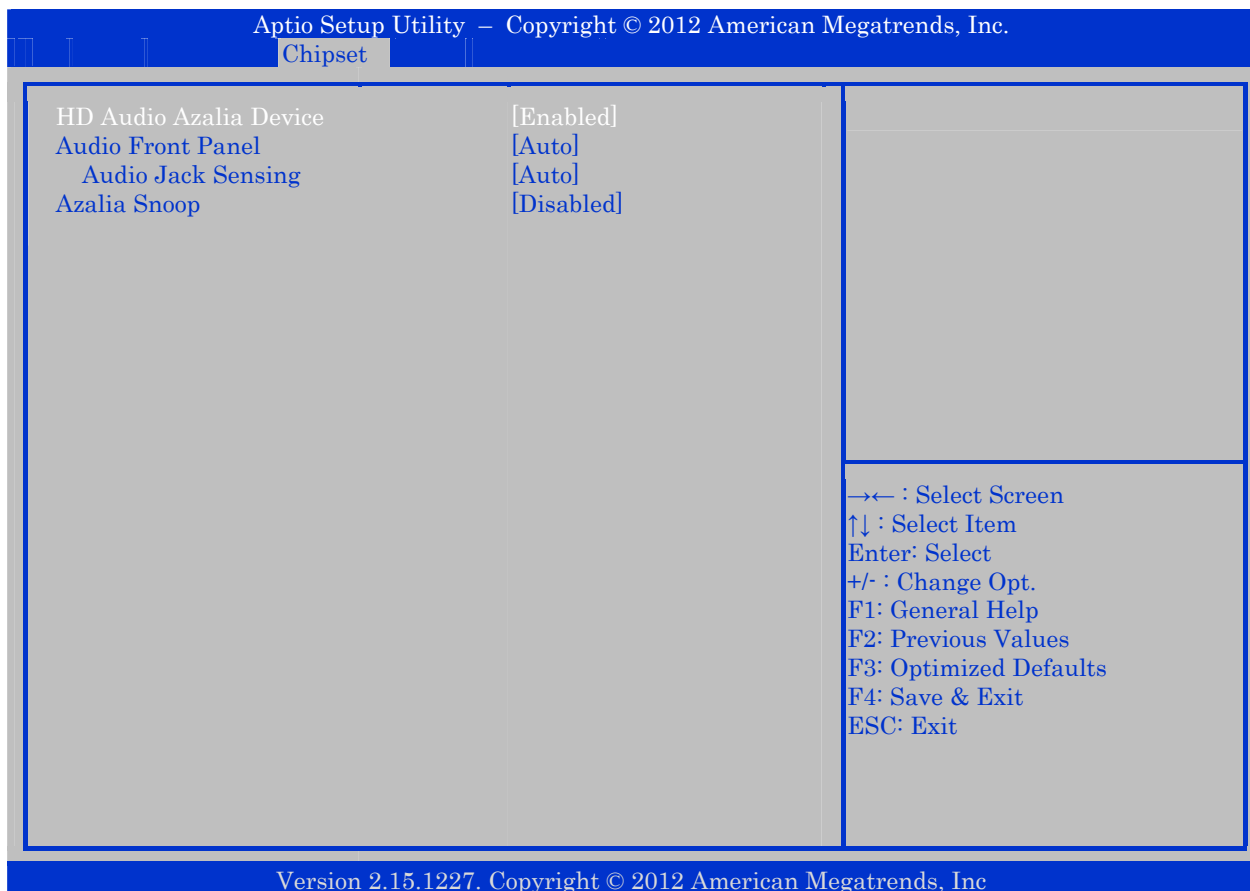 Aptio Setup Utility – Copyright © 2012 American Megatrends, Inc.
Chipset
HD Audio Azalia Device [Enabled]
Audio Front Panel [Auto]
Audio Jack Sensing [Auto]
Azalia Snoop [Disabled]
→← : Select Screen
↑↓ : Select Item
Enter: Select
+/- : Change Opt.
F1: General Help
F2: Previous Values
F3: Optimized Defaults
F4: Save & Exit
ESC: Exit
Version 2.15.1227. Copyright © 2012 American Megatrends, Inc